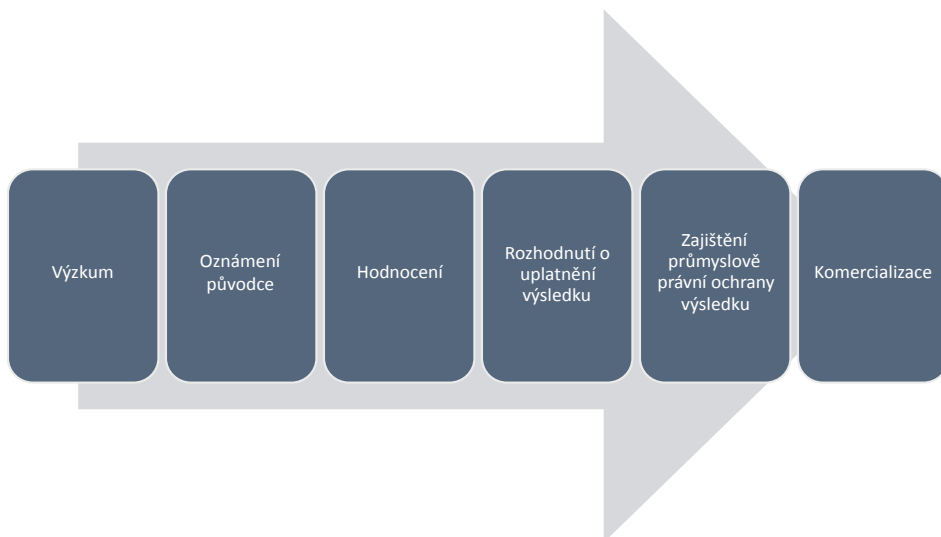 Výzkum
Oznámení
původce
Hodnocení
Rozhodnutí o
uplatnění
výsledku
Zajištění
průmyslově
právní ochrany
výsledku
Komercializace